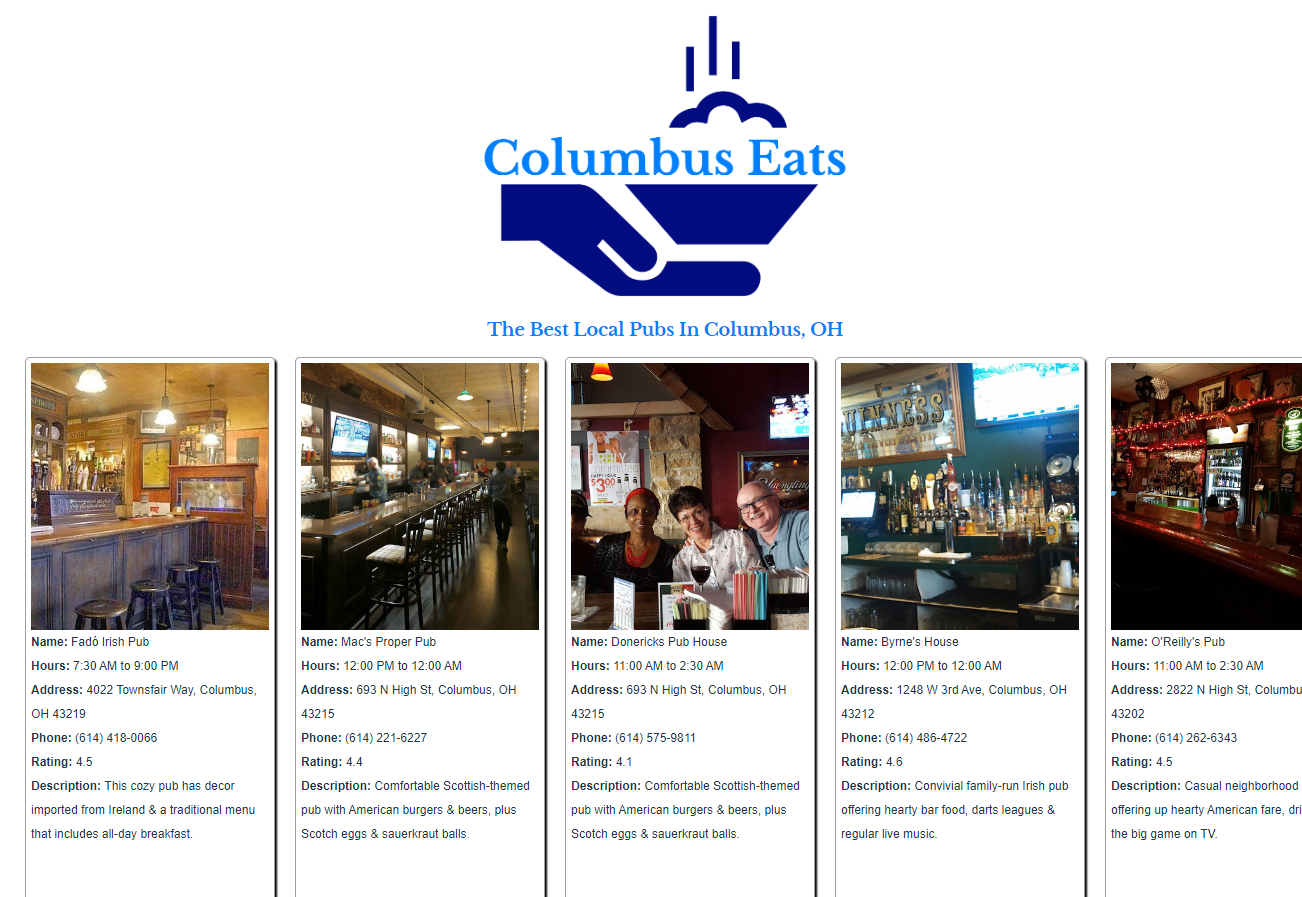 Columbus Eats
The Best Local Pubs In Columbus, OH
SPIRITS
Name: Fadó Irish Pub
Hours: 7:30 AM to 9:00 PM
Address: 4022 Townsfair Way, Columbus,
OH 43219
Phone: (614) 418-0066
Rating: 4.5
Description: This cozy pub has decor
imported from Ireland & a traditional menu
that includes all-day breakfast.
KY
Name: Mac's Proper Pub
Hours: 12:00 PM to 12:00 AM
Address: 693 N High St, Columbus, OH
43215
Phone: (614) 221-6227
Rating: 4.4
Description: Comfortable Scottish-themed
pub with American burgers & beers, plus
Scotch eggs & sauerkraut balls.
HAPPY HOUR
$3.00
Yuengling
Name: Donericks Pub House
Hours: 11:00 AM to 2:30 AM
Address: 693 N High St, Columbus, OH
43215
Phone: (614) 575-9811
Rating: 4.1
Description: Comfortable Scottish-themed
pub with American burgers & beers, plus
Scotch eggs & sauerkraut balls.
UINNESS
Name: Byrne's House
Hours: 12:00 PM to 12:00 AM
Address: 1248 W 3rd Ave, Columbus, OH
43212
Phone: (614) 486-4722
Rating: 4.6
Description: Convivial family-run Irish pub
offering hearty bar food, darts leagues &
regular live music.
Name: O'Reilly's Pub
Hours: 11:00 AM to 2:30 AM
Address: 2822 N High St, Columbu
43202
Phone: (614) 262-6343
Rating: 4.5
Description: Casual neighborhood
offering up hearty American fare, dri
the big game on TV.